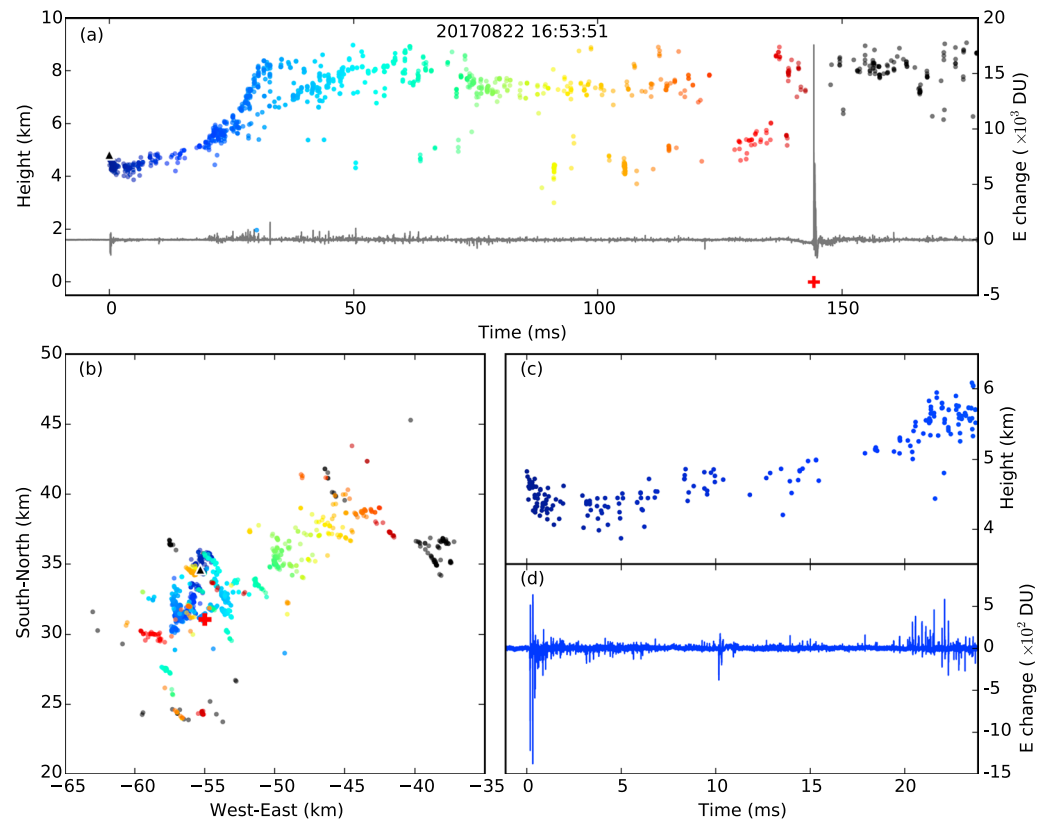 (a) 20170822 16:53:51
10
8
6
4
2
0
Height (km)
20
15
10
5
0
-5
E change ( ×10³ DU)
0 50 100 150
Time (ms)
(b)
50
45
40
35
30
25
20
South-North (km)
−65 −60 −55 −50 −45 −40 −35
West-East (km)
(c)
6
5
4
Height (km)
(d)
5
0
-5
-10
-15
E change ( ×10² DU)
0 5 10 15 20
Time (ms)